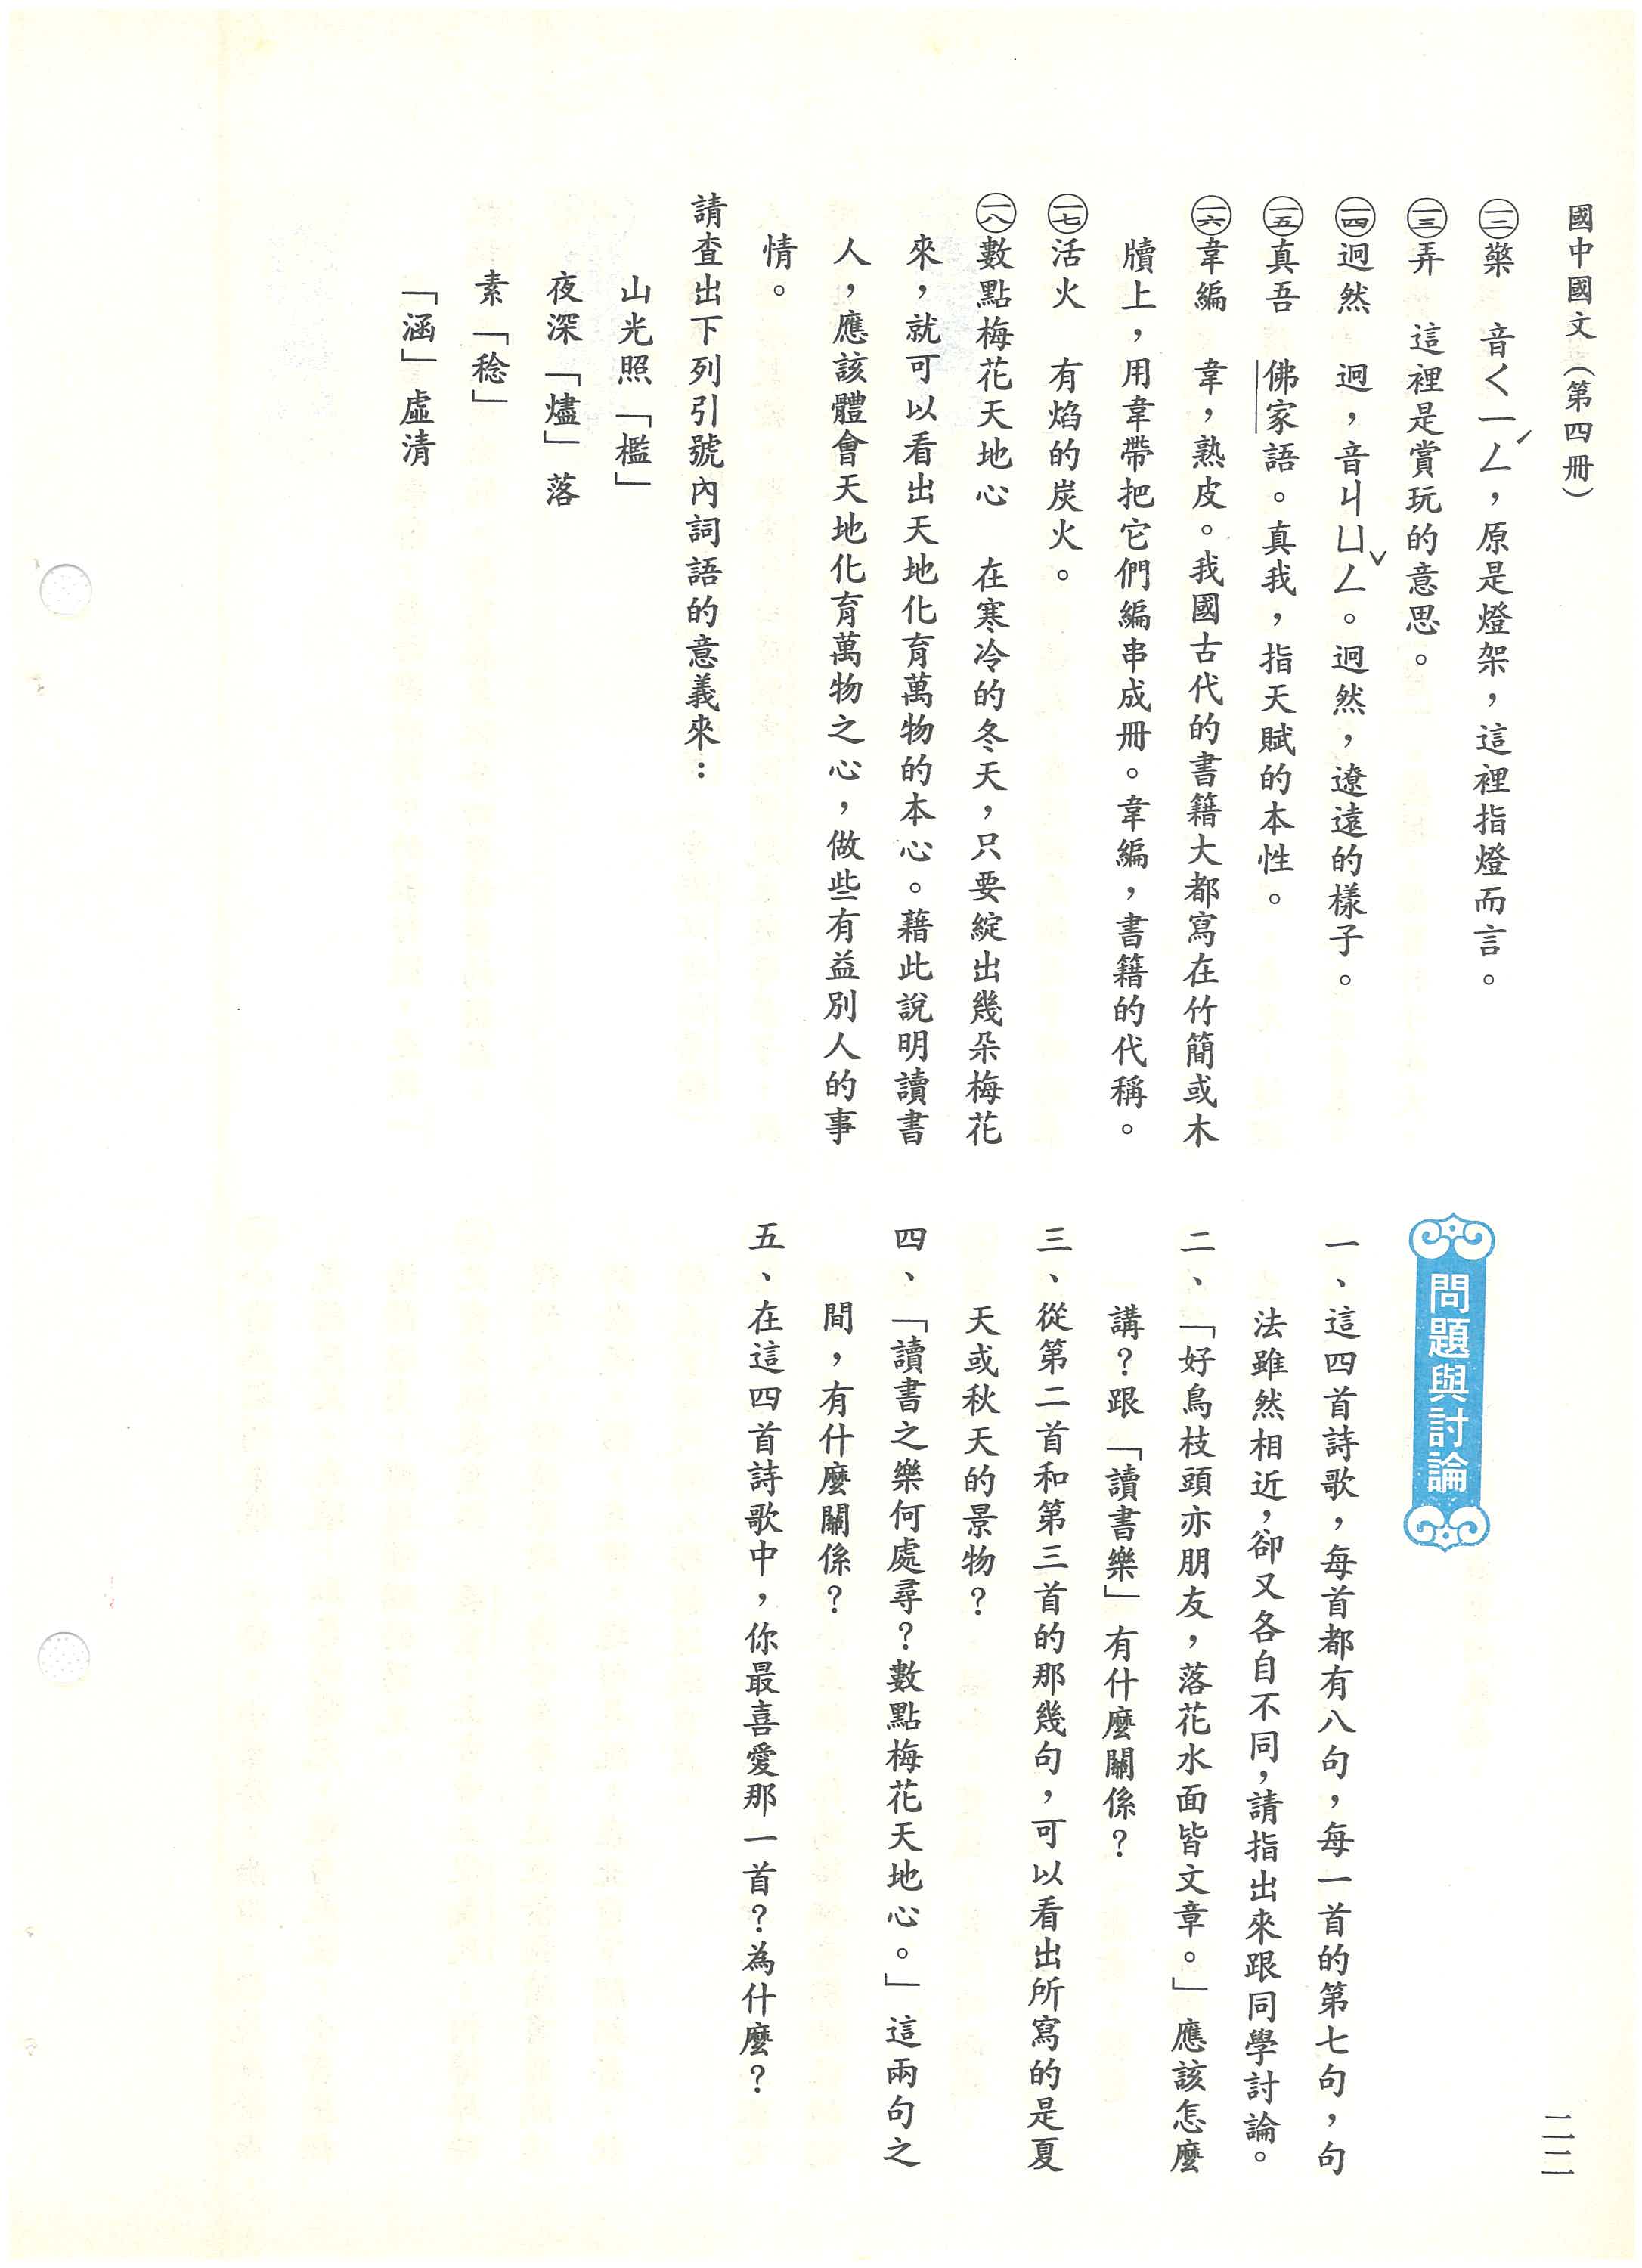 國中國文(第四冊)
㊁檠　音ㄑㄧㄥˊ,原是燈架,這裡指燈而言。
㊂弄　這裡是賞玩的意思。
㊃迥然　迥,音ㄐㄩㄥˇ。迥然,遼遠的樣子。
㊄真吾　佛家語。真我,指天賦的本性。
㊅韋編　韋,熟皮。我國古代的書籍大都寫在竹簡或木
牘上,用韋帶把它們編串成冊。韋編,書籍的代稱。
㊆活火　有焰的炭火。
㊇數點梅花天地心　在寒冷的冬天,只要綻出幾朵梅花
來,就可以看出天地化育萬物的本心。藉此說明讀書
人,應該體會天地化育萬物之心,做些有益別人的事
情。
請查出下列引號內詞語的意義來:
山光照「檻」
夜深「燼」落
素「稔」
「涵」虛清
問題與討論
一、這四首詩歌,每首都有八句,每一首的第七句,句
法雖然相近,卻又各自不同,請指出來跟同學討論。
二、「好鳥枝頭亦朋友,落花水面皆文章。」應該怎麼
講?跟「讀書樂」有什麼關係?
三、從第二首和第三首的那幾句,可以看出所寫的是夏
天或秋天的景物?
四、「讀書之樂何處尋?數點梅花天地心。」這兩句之
間,有什麼關係?
五、在這四首詩歌中,你最喜愛那一首?為什麼?
二二